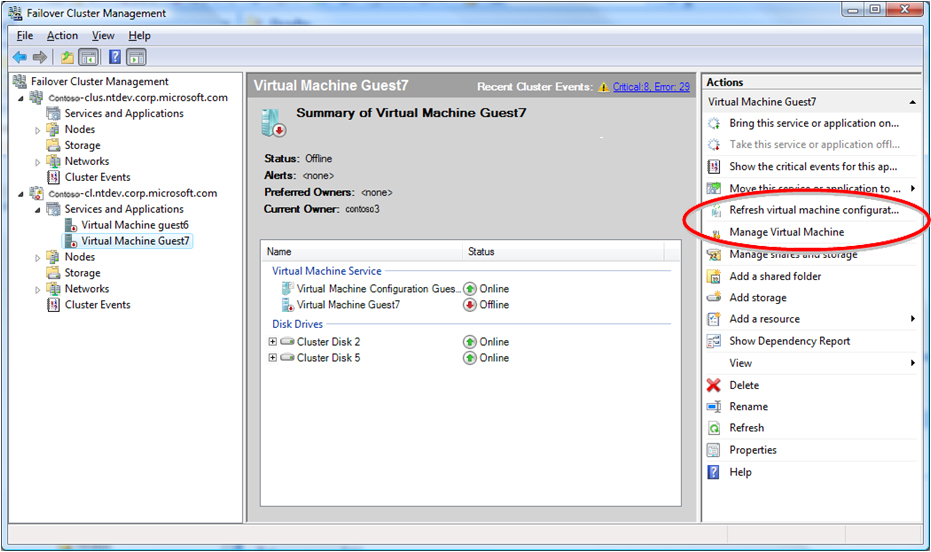 Failover Cluster Management
File Action View Help
Failover Cluster Management
Contoso-clus.ntdev.corp.microsoft.com
Services and Applications
Nodes
Storage
Networks
Cluster Events
Contoso-cl.ntdev.corp.microsoft.com
Services and Applications
Virtual Machine guest6
Virtual Machine Guest7
Nodes
Storage
Networks
Cluster Events
Virtual Machine Guest7
Recent Cluster Events: Critical:8, Error: 29
Summary of Virtual Machine Guest7
Status: Offline
Alerts: <none>
Preferred Owners: <none>
Current Owner: contoso3
Name Status
Virtual Machine Service
Virtual Machine Configuration Gues... Online
Virtual Machine Guest7 Offline
Disk Drives
Cluster Disk 2 Online
Cluster Disk 5 Online
Actions
Virtual Machine Guest7
Bring this service or application on...
Take this service or application offl...
Show the critical events for this ap...
Move this service or application to ...
Refresh virtual machine configurat...
Manage Virtual Machine
Manage shares and storage
Add a shared folder
Add storage
Add a resource
Show Dependency Report
View
Delete
Rename
Refresh
Properties
Help